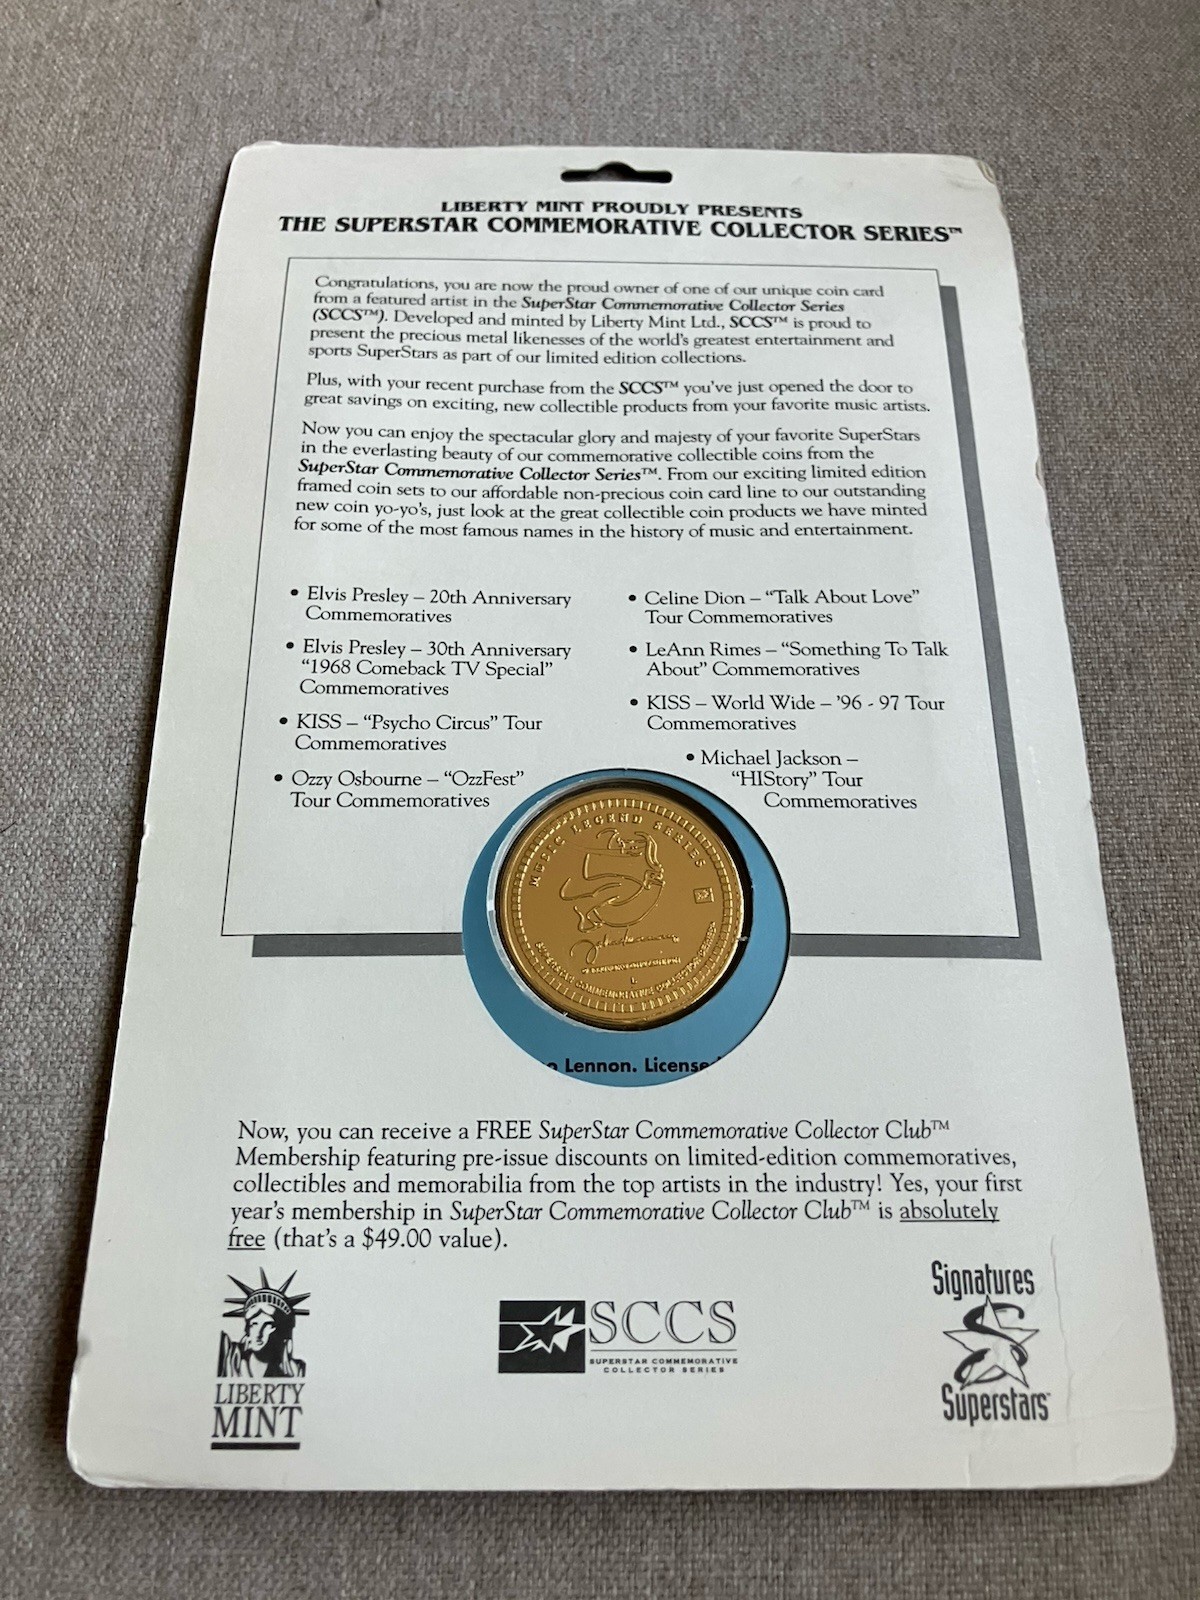 LIBERTY MINT PROUDLY PRESENTS
THE SUPERSTAR COMMEMORATIVE COLLECTOR SERIES™
Congratulations, you are now the proud owner of one of our unique coin card
from a featured artist in the SuperStar Commemorative Collector Series
(SCCS™). Developed and minted by Liberty Mint Ltd., SCCS™ is proud to
present the precious metal likenesses of the world's greatest entertainment and
sports SuperStars as part of our limited edition collections.
Plus, with your recent purchase from the SCCS™ you've just opened the door to
great savings on exciting, new collectible products from your favorite music artists.
Now you can enjoy the spectacular glory and majesty of your favorite SuperStars
in the everlasting beauty of our commemorative collectible coins from the
SuperStar Commemorative Collector Series™. From our exciting limited edition
framed coin sets to our affordable non-precious coin card line to our outstanding
new coin yo-yo's, just look at the great collectible coin products we have minted
for some of the most famous names in the history of music and entertainment.
• Elvis Presley – 20th Anniversary
Commemoratives
• Elvis Presley – 30th Anniversary
"1968 Comeback TV Special"
Commemoratives
• KISS – "Psycho Circus" Tour
Commemoratives
• Ozzy Osbourne – "OzzFest"
Tour Commemoratives
• Celine Dion – "Talk About Love"
Tour Commemoratives
• LeAnn Rimes – "Something To Talk
About" Commemoratives
• KISS – World Wide – '96 - 97 Tour
Commemoratives
• Michael Jackson –
"HIStory" Tour
Commemoratives
MUSIC LEGEND SERIES
SUPERSTAR COMMEMORATIVE COLLECTOR SERIES
L
o Lennon. License
Now, you can receive a FREE SuperStar Commemorative Collector Club™
Membership featuring pre-issue discounts on limited-edition commemoratives,
collectibles and memorabilia from the top artists in the industry! Yes, your first
year's membership in SuperStar Commemorative Collector Club™ is absolutely
free (that's a $49.00 value).
LIBERTY
MINT
SCCS
SUPERSTAR COMMEMORATIVE
COLLECTOR SERIES
Signatures
S
Superstars™